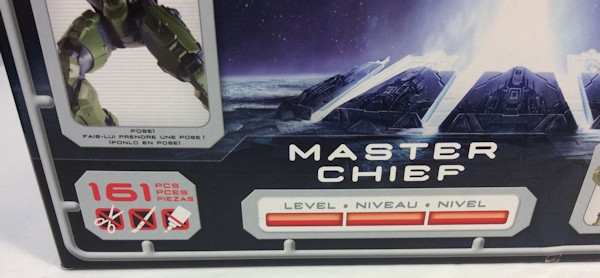 POSE!
FAIS-LUI PRENDRE UNE POSE!
¡PONLO EN POSE!
MASTER
CHIEF
161 PCS
PCES
PIEZAS
LEVEL • NIVEAU • NIVEL